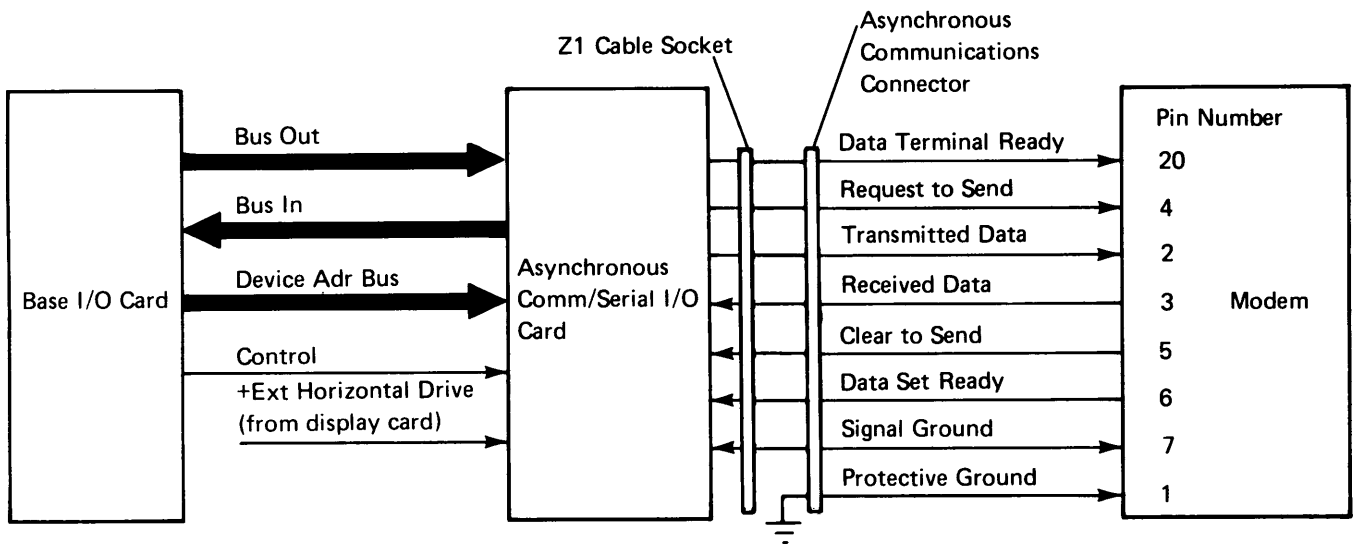 Z1 Cable Socket
Asynchronous
Communications
Connector
Base I/O Card
Bus Out
Bus In
Device Adr Bus
Control
+Ext Horizontal Drive
(from display card)
Asynchronous
Comm/Serial I/O
Card
Data Terminal Ready
Request to Send
Transmitted Data
Received Data
Clear to Send
Data Set Ready
Signal Ground
Protective Ground
Pin Number
20
4
2
3
5
6
7
1
Modem